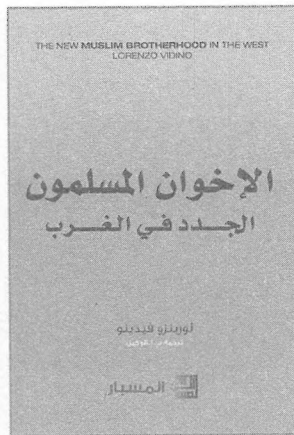 THE NEW MUSLIM BROTHERHOOD IN THE WEST
LORENZO VIDINO
الإخوان المسلمون
الجدد في الغرب
لورينزو فيدينو
المسبار